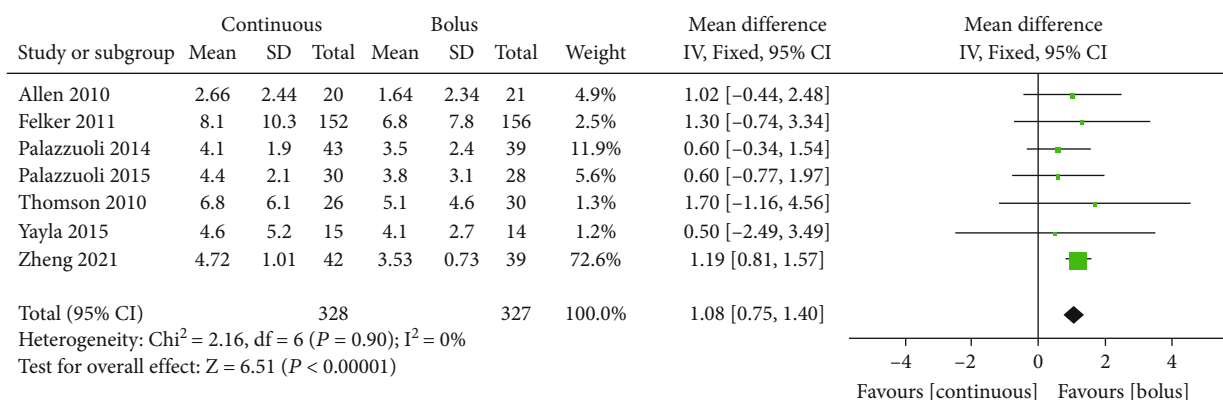 Continuous Bolus Mean difference Mean difference
Study or subgroup Mean SD Total Mean SD Total Weight IV, Fixed, 95% CI IV, Fixed, 95% CI
Allen 2010 2.66 2.44 20 1.64 2.34 21 4.9% 1.02 [–0.44, 2.48]
Felker 2011 8.1 10.3 152 6.8 7.8 156 2.5% 1.30 [–0.74, 3.34]
Palazzuoli 2014 4.1 1.9 43 3.5 2.4 39 11.9% 0.60 [–0.34, 1.54]
Palazzuoli 2015 4.4 2.1 30 3.8 3.1 28 5.6% 0.60 [–0.77, 1.97]
Thomson 2010 6.8 6.1 26 5.1 4.6 30 1.3% 1.70 [–1.16, 4.56]
Yayla 2015 4.6 5.2 15 4.1 2.7 14 1.2% 0.50 [–2.49, 3.49]
Zheng 2021 4.72 1.01 42 3.53 0.73 39 72.6% 1.19 [0.81, 1.57]
Total (95% CI) 328 327 100.0% 1.08 [0.75, 1.40]
Heterogeneity: Chi² = 2.16, df = 6 (P = 0.90); I² = 0%
Test for overall effect: Z = 6.51 (P < 0.00001)
–4 –2 0 2 4
Favours [continuous] Favours [bolus]